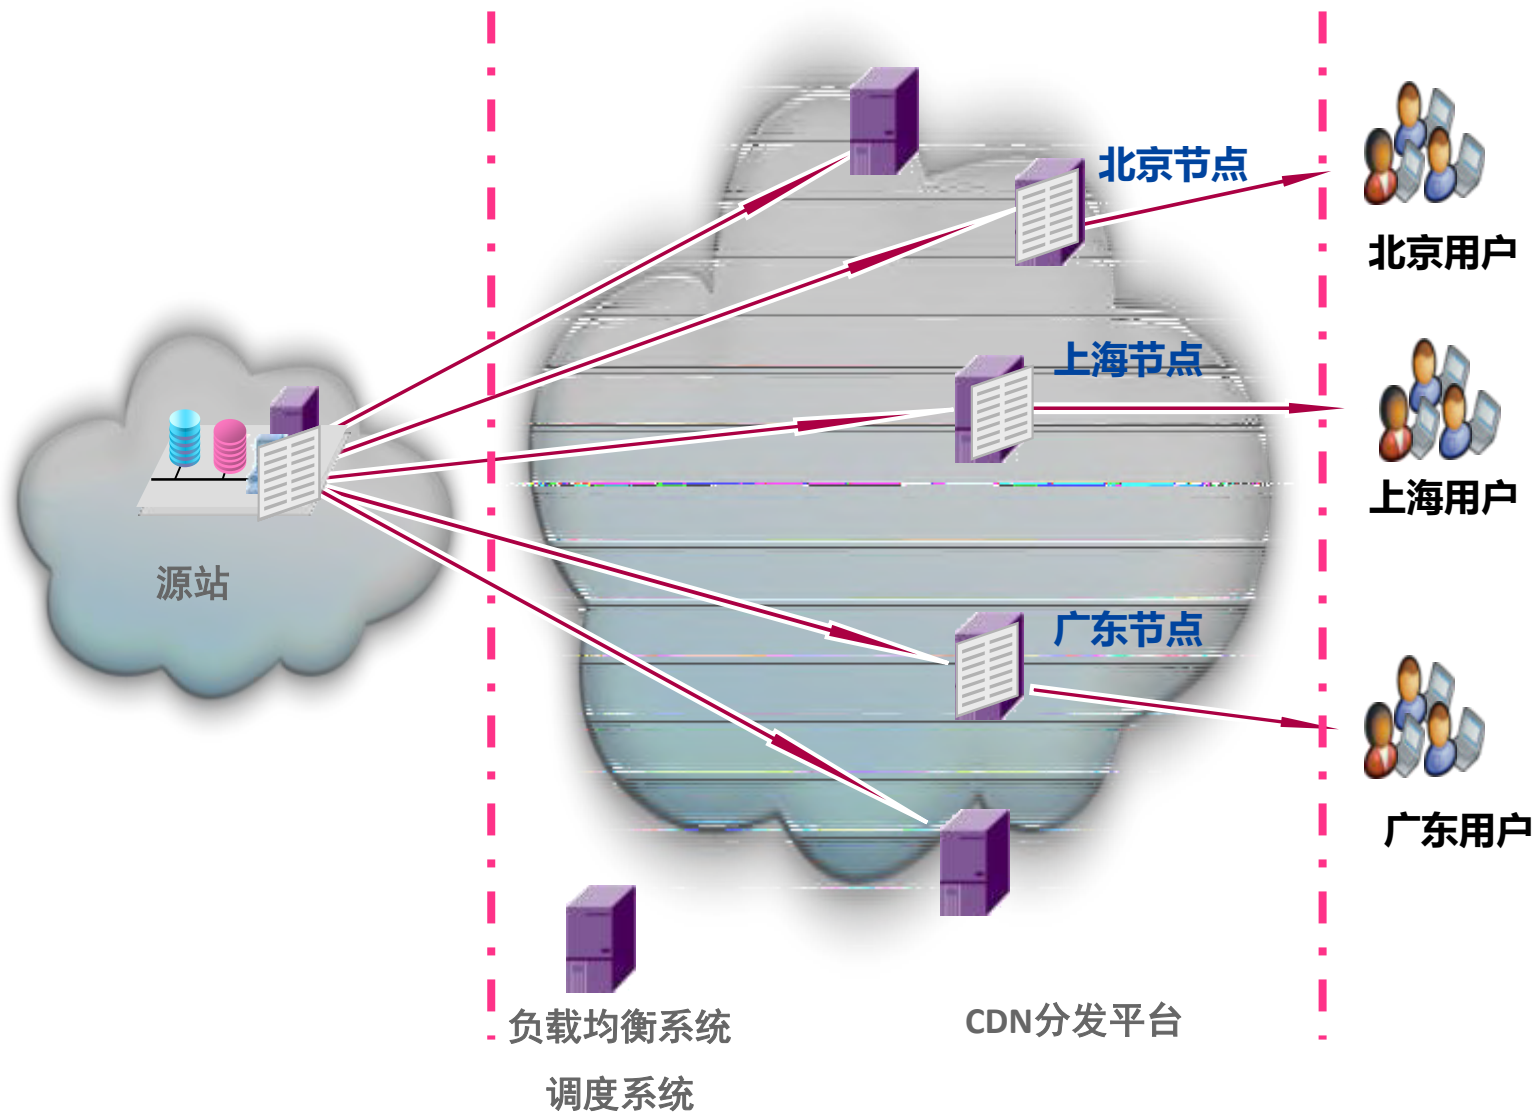 北京节点
北京用户
上海节点
上海用户
源站
广东节点
广东用户
负载均衡系统
调度系统
CDN分发平台